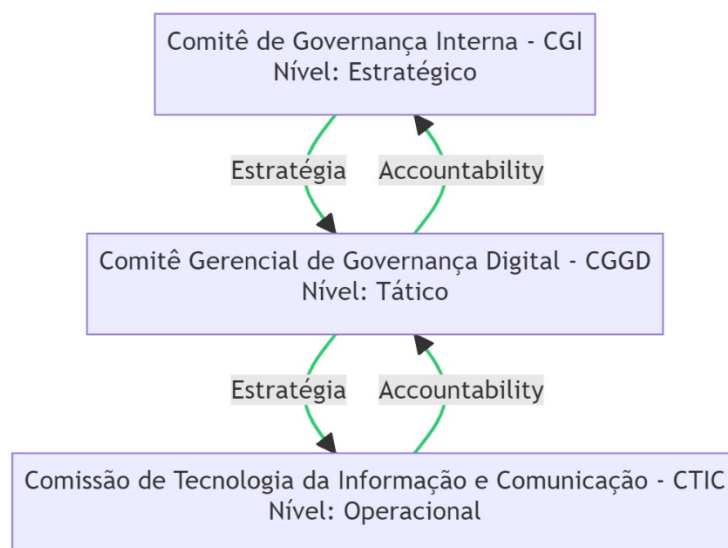 Comitê de Governança Interna - CGI
Nível: Estratégico
Estratégia
Accountability
Comitê Gerencial de Governança Digital - CGGD
Nível: Tático
Estratégia
Accountability
Comissão de Tecnologia da Informação e Comunicação - CTIC
Nível: Operacional